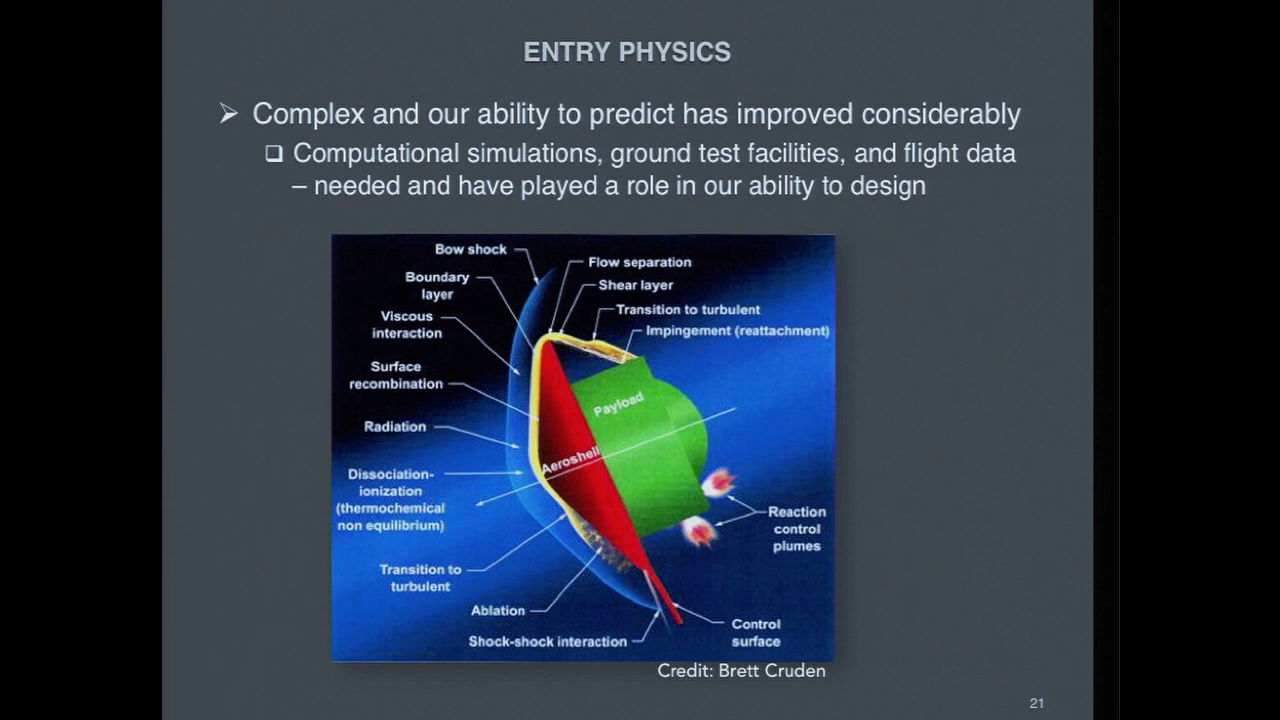 ENTRY PHYSICS
➢ Complex and our ability to predict has improved considerably
❑ Computational simulations, ground test facilities, and flight data
– needed and have played a role in our ability to design
Bow shock
Boundary
layer
Viscous
interaction
Surface
recombination
Radiation
Dissociation-
ionization
(thermochemical
non equilibrium)
Transition to
turbulent
Ablation
Shock-shock interaction
Flow separation
Shear layer
Transition to turbulent
Impingement (reattachment)
Payload
Aeroshell
Reaction
control
plumes
Control
surface
Credit: Brett Cruden
21